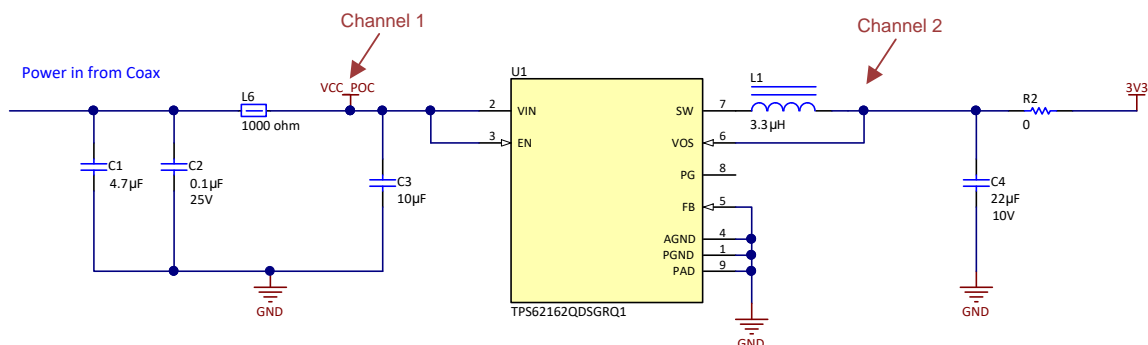 Channel 1
Channel 2
Power in from Coax
VCC_POC
L6
1000 ohm
C1
4.7µF
C2
0.1µF
25V
C3
10µF
GND
U1
2
VIN
3
EN
SW
7
VOS
6
PG
8
FB
5
AGND
4
PGND
1
PAD
9
TPS62162QDSGRQ1
L1
3.3µH
GND
C4
22µF
10V
GND
R2
0
3V3